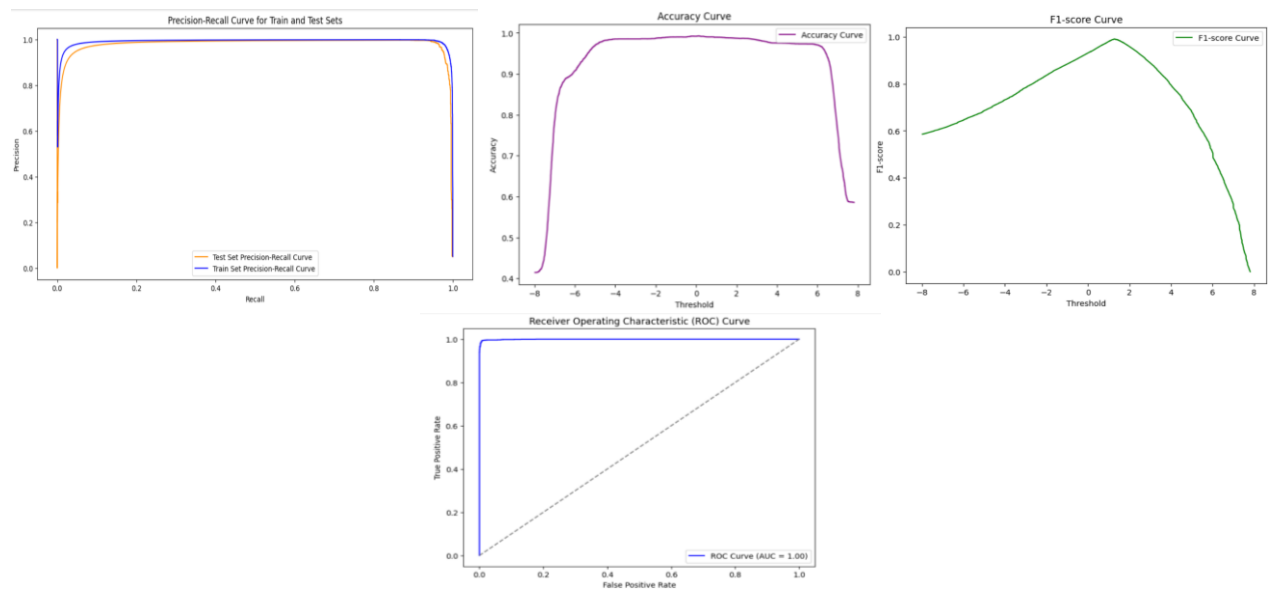 Precision-Recall Curve for Train and Test Sets
1.0
0.8
0.6
0.4
0.2
0.0
Precision
0.0 0.2 0.4 0.6 0.8 1.0
Recall
Test Set Precision-Recall Curve
Train Set Precision-Recall Curve
Accuracy Curve
1.0
0.9
0.8
0.7
0.6
0.5
0.4
Accuracy
−8 −6 −4 −2 0 2 4 6 8
Threshold
Accuracy Curve
F1-score Curve
1.0
0.8
0.6
0.4
0.2
0.0
F1-score
−8 −6 −4 −2 0 2 4 6 8
Threshold
F1-score Curve
Receiver Operating Characteristic (ROC) Curve
1.0
0.8
0.6
0.4
0.2
0.0
True Positive Rate
0.0 0.2 0.4 0.6 0.8 1.0
False Positive Rate
ROC Curve (AUC = 1.00)